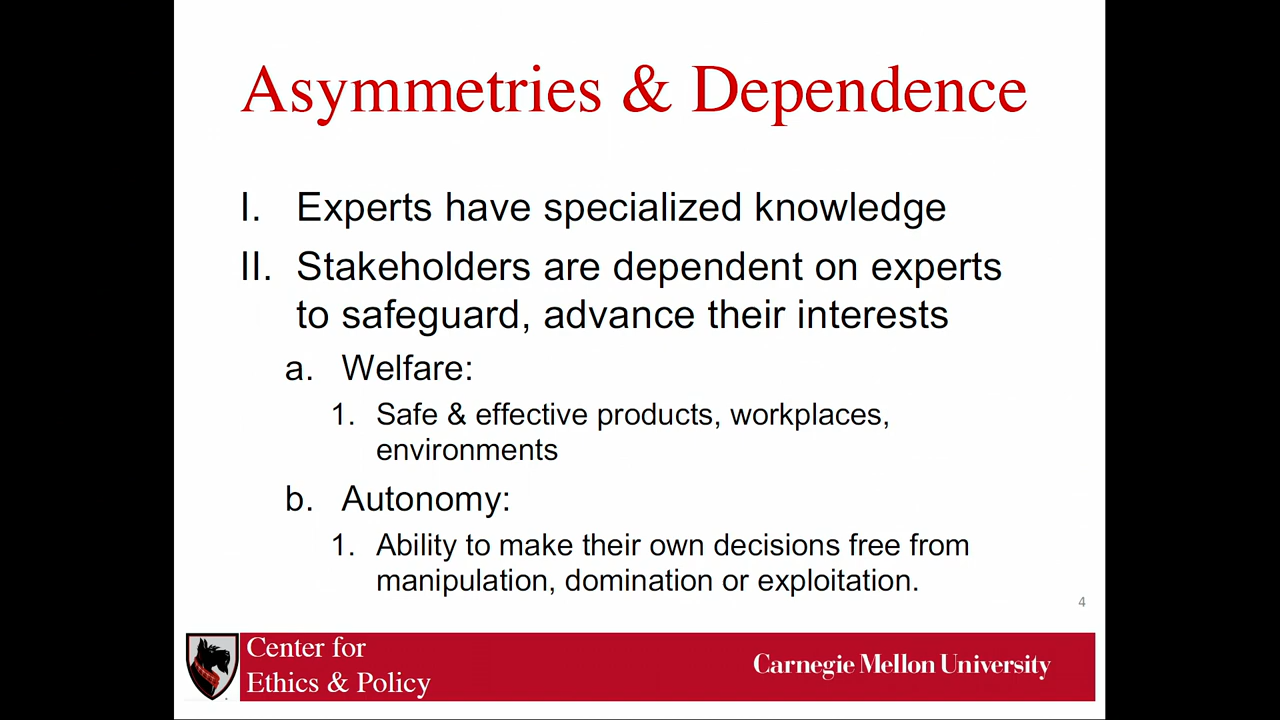 Asymmetries & Dependence
I. Experts have specialized knowledge
II. Stakeholders are dependent on experts
to safeguard, advance their interests
a. Welfare:
1. Safe & effective products, workplaces,
environments
b. Autonomy:
1. Ability to make their own decisions free from
manipulation, domination or exploitation.
4
Center for
Ethics & Policy
Carnegie Mellon University